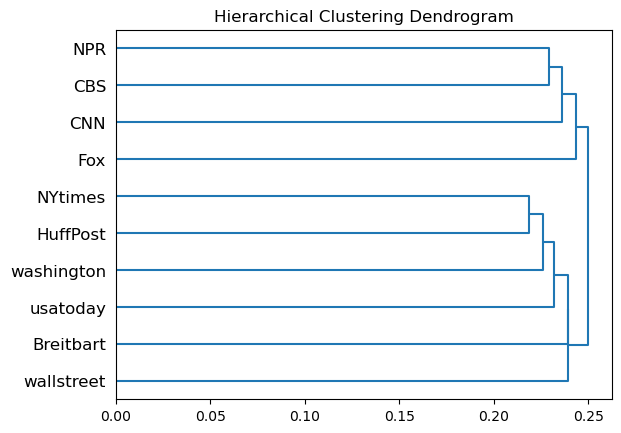 Hierarchical Clustering Dendrogram
NPR
CBS
CNN
Fox
NYtimes
HuffPost
washington
usatoday
Breitbart
wallstreet
0.00 0.05 0.10 0.15 0.20 0.25